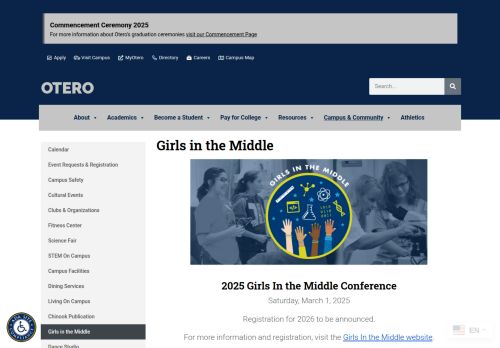 Commencement Ceremony 2025
For more information about Otero's graduation ceremonies visit our Commencement Page
Apply Visit Campus MyOtero Directory Careers Campus Map
OTERO
Search...
About Academics Become a Student Pay for College Resources Campus & Community Athletics
Calendar
Event Requests & Registration
Campus Safety
Cultural Events
Clubs & Organizations
Fitness Center
Science Fair
STEM On Campus
Campus Facilities
Dining Services
Living On Campus
Chinook Publication
Girls in the Middle
Dance Studio
Girls in the Middle
GIRLS IN THE MIDDLE
2025 Girls In the Middle Conference
Saturday, March 1, 2025
Registration for 2026 to be announced.
For more information and registration, visit the Girls In the Middle website.
EN